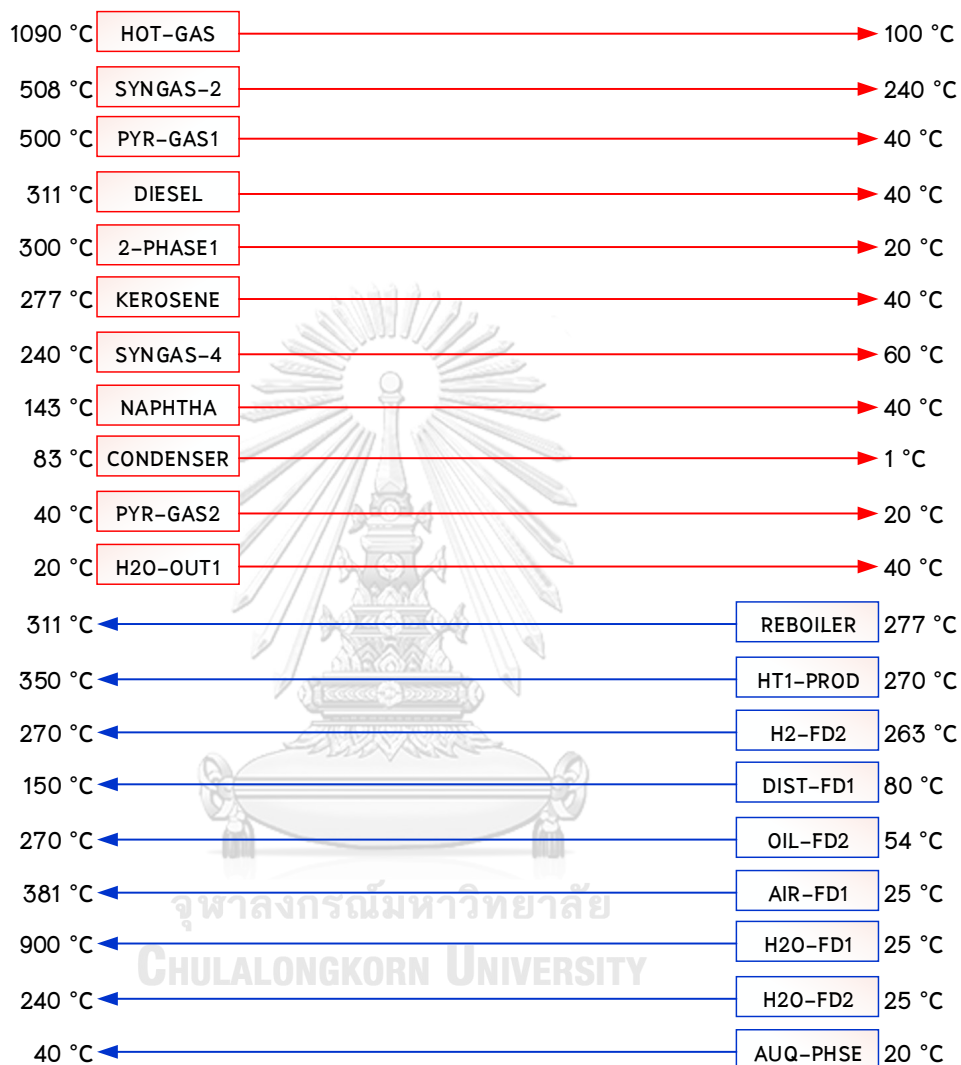 1090 °C HOT-GAS 100 °C
508 °C SYNGAS-2 240 °C
500 °C PYR-GAS1 40 °C
311 °C DIESEL 40 °C
300 °C 2-PHASE1 20 °C
277 °C KEROSENE 40 °C
240 °C SYNGAS-4 60 °C
143 °C NAPHTHA 40 °C
83 °C CONDENSER 1 °C
40 °C PYR-GAS2 20 °C
20 °C H2O-OUT1 40 °C
311 °C REBOILER 277 °C
350 °C HT1-PROD 270 °C
270 °C H2-FD2 263 °C
150 °C DIST-FD1 80 °C
270 °C OIL-FD2 54 °C
381 °C AIR-FD1 25 °C
จุฬาลงกรณ์มหาวิทยาลัย
900 °C H2O-FD1 25 °C
CHULALONGKORN UNIVERSITY
240 °C H2O-FD2 25 °C
40 °C AUQ-PHSE 20 °C